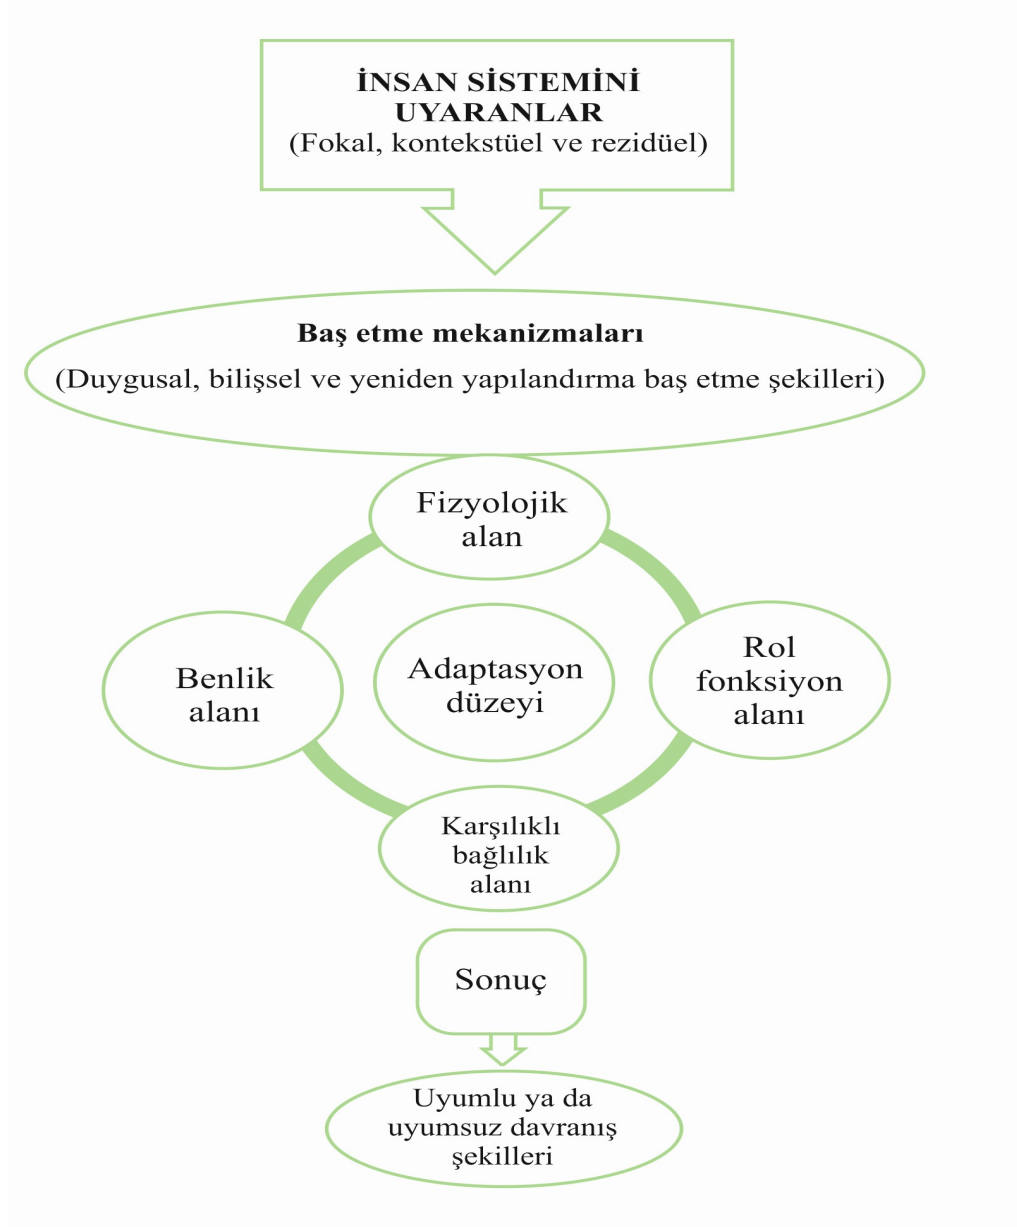 İNSAN SİSTEMİNİ
UYARANLAR
(Fokal, kontekstüel ve rezidüel)
Baş etme mekanizmaları
(Duygusal, bilişsel ve yeniden yapılandırma baş etme şekilleri)
Fizyolojik
alan
Benlik
alanı
Adaptasyon
düzeyi
Rol
fonksiyon
alanı
Karşılıklı
bağlılık
alanı
Sonuç
Uyumlu ya da
uyumsuz davranış
şekilleri